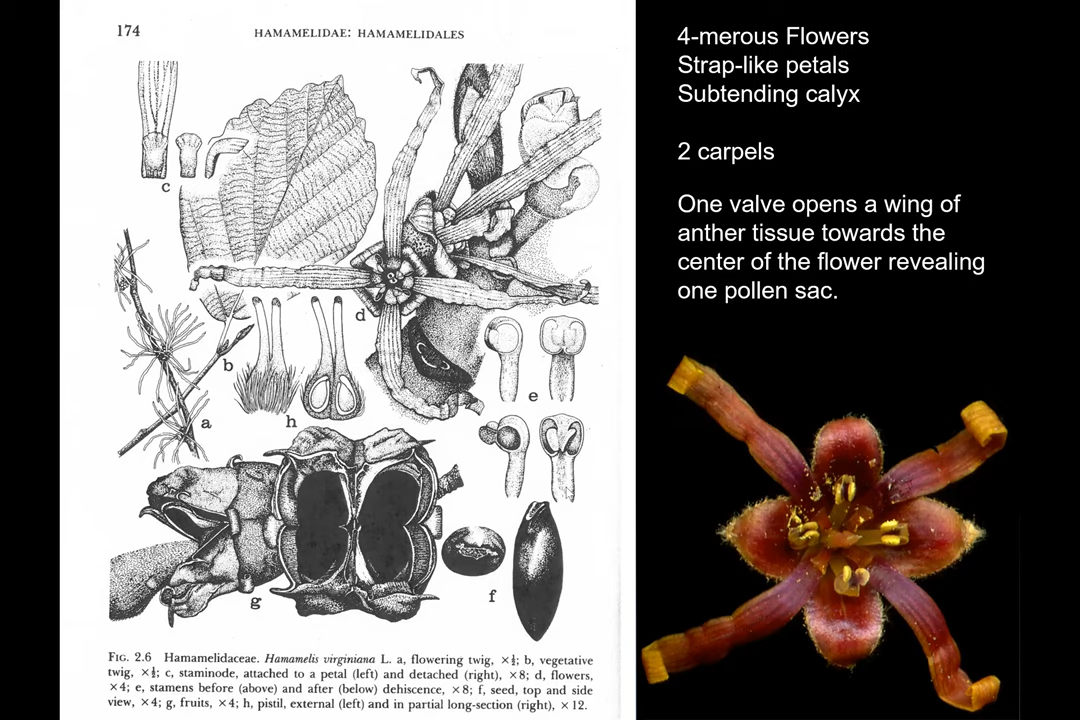 174
HAMAMELIDAE: HAMAMELIDALES
c
d
b
e
a
h
g
f
FIG. 2.6 Hamamelidaceae. Hamamelis virginiana L. a, flowering twig, ×½; b, vegetative
twig, ×½; c, staminode, attached to a petal (left) and detached (right), ×8; d, flowers,
×4; e, stamens before (above) and after (below) dehiscence, ×8; f, seed, top and side
view, ×4; g, fruits, ×4; h, pistil, external (left) and in partial long-section (right), ×12.
4-merous Flowers
Strap-like petals
Subtending calyx
2 carpels
One valve opens a wing of
anther tissue towards the
center of the flower revealing
one pollen sac.